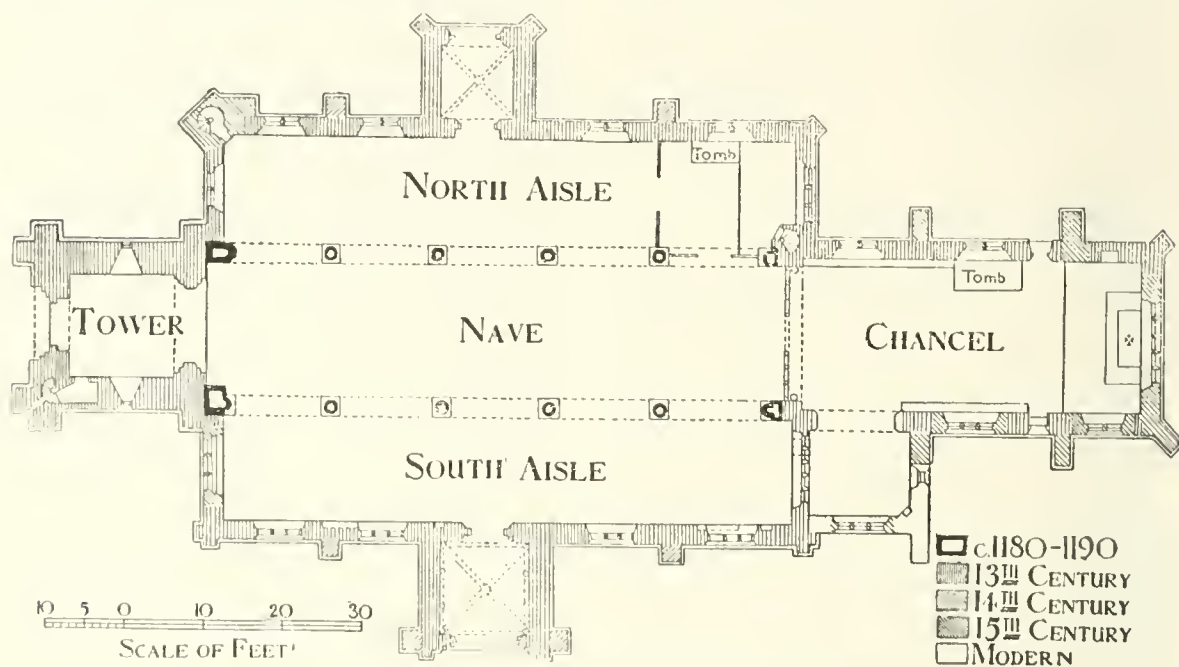 Tomb
NORTH AISLE
Tomb
TOWER
NAVE
CHANCEL
SOUTH AISLE
c.1180-1190
13TH CENTURY
14TH CENTURY
15TH CENTURY
MODERN
10 5 0 10 20 30
SCALE OF FEET